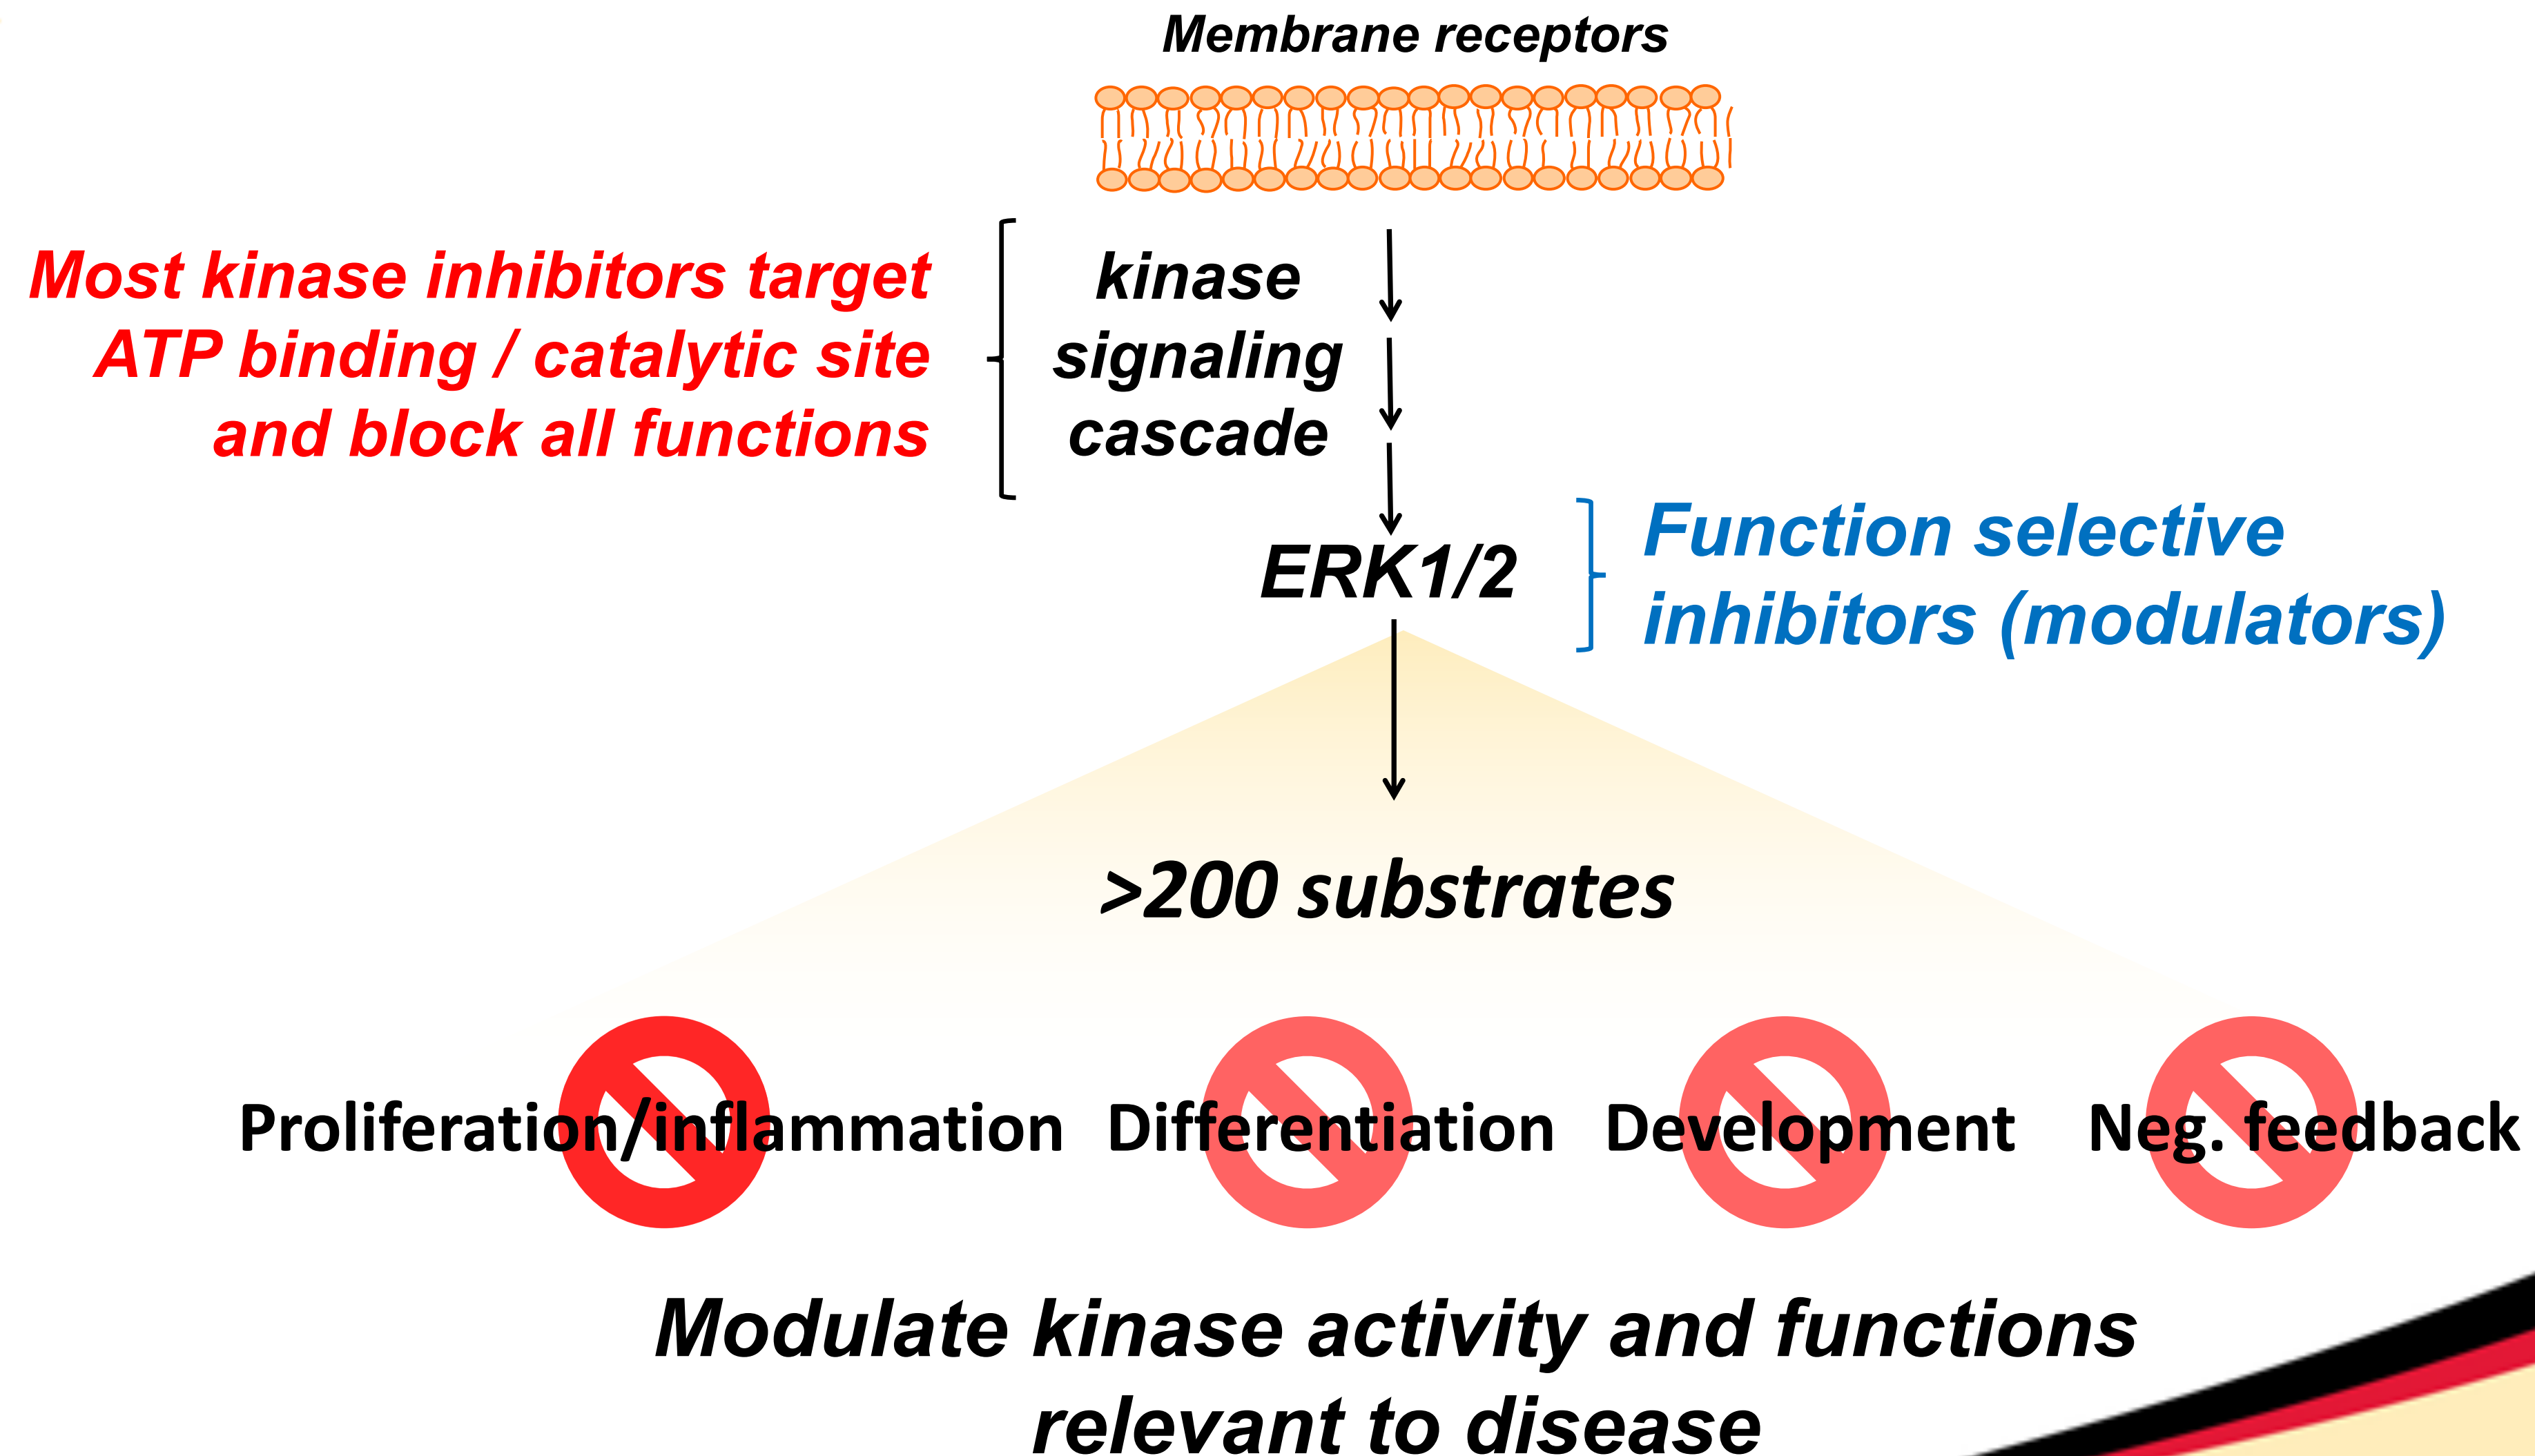 Membrane receptors
Most kinase inhibitors target
ATP binding / catalytic site
and block all functions
kinase
signaling
cascade
ERK1/2
Function selective
inhibitors (modulators)
>200 substrates
Proliferation/inflammation
Differentiation
Development
Neg. feedback
Modulate kinase activity and functions
relevant to disease